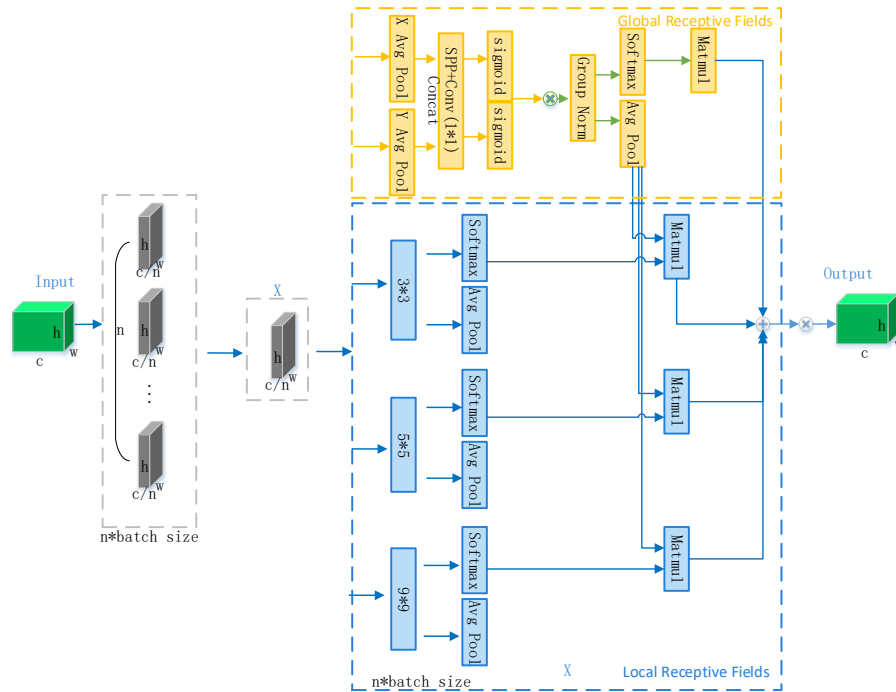 Global Receptive Fields
X Avg Pool
Y Avg Pool
SPP+Conv(1*1)
Concat
sigmoid
sigmoid
Group Norm
Softmax
Avg Pool
Matmul
Input
h
w
c
n
h
w
c/n
h
w
c/n
...
h
w
c/n
n*batch size
X
h
w
c/n
3*3
Softmax
Avg Pool
Matmul
5*5
Softmax
Avg Pool
Matmul
9*9
Softmax
Avg Pool
Matmul
n*batch size
X
Local Receptive Fields
Output
h
c